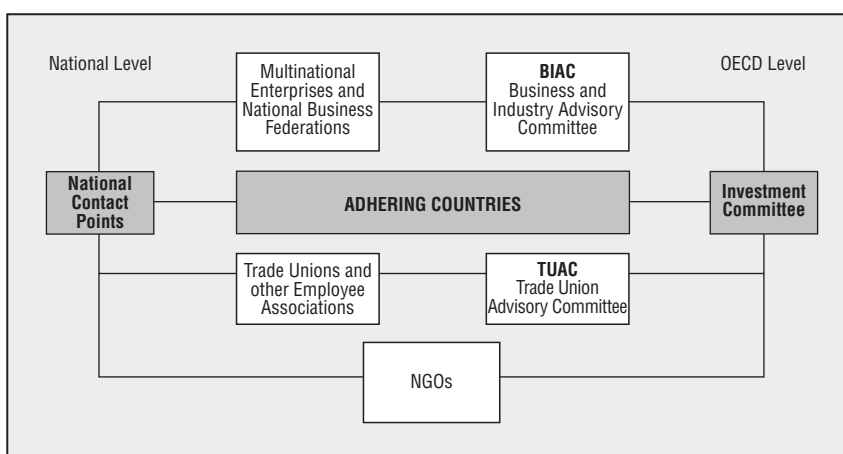 National Level
OECD Level
Multinational
Enterprises and
National Business
Federations
BIAC
Business and
Industry Advisory
Committee
National
Contact
Points
ADHERING COUNTRIES
Investment
Committee
Trade Unions and
other Employee
Associations
TUAC
Trade Union
Advisory Committee
NGOs